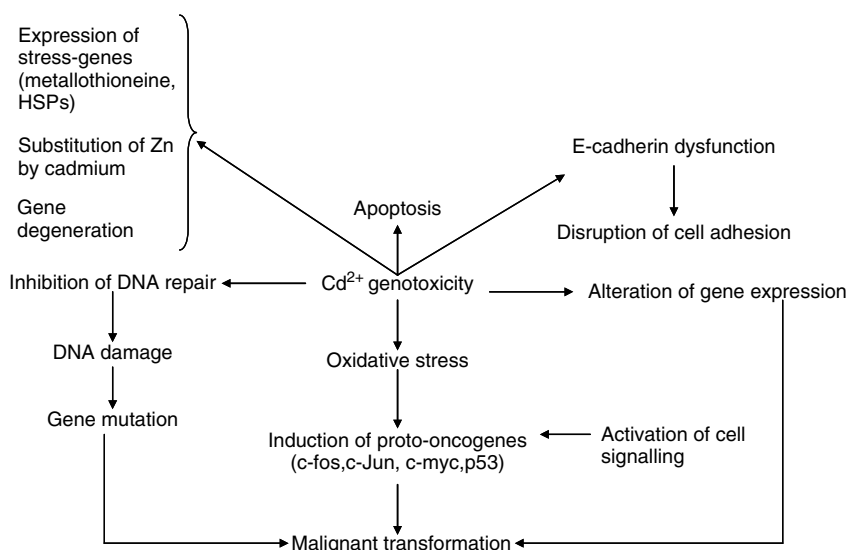 Expression of
stress-genes
(metallothioneine,
HSPs)
Substitution of Zn
by cadmium
Gene
degeneration
E-cadherin dysfunction
Apoptosis
Disruption of cell adhesion
Inhibition of DNA repair
Cd²⁺ genotoxicity
Alteration of gene expression
DNA damage
Oxidative stress
Gene mutation
Induction of proto-oncogenes
(c-fos,c-Jun, c-myc,p53)
Activation of cell
signalling
Malignant transformation